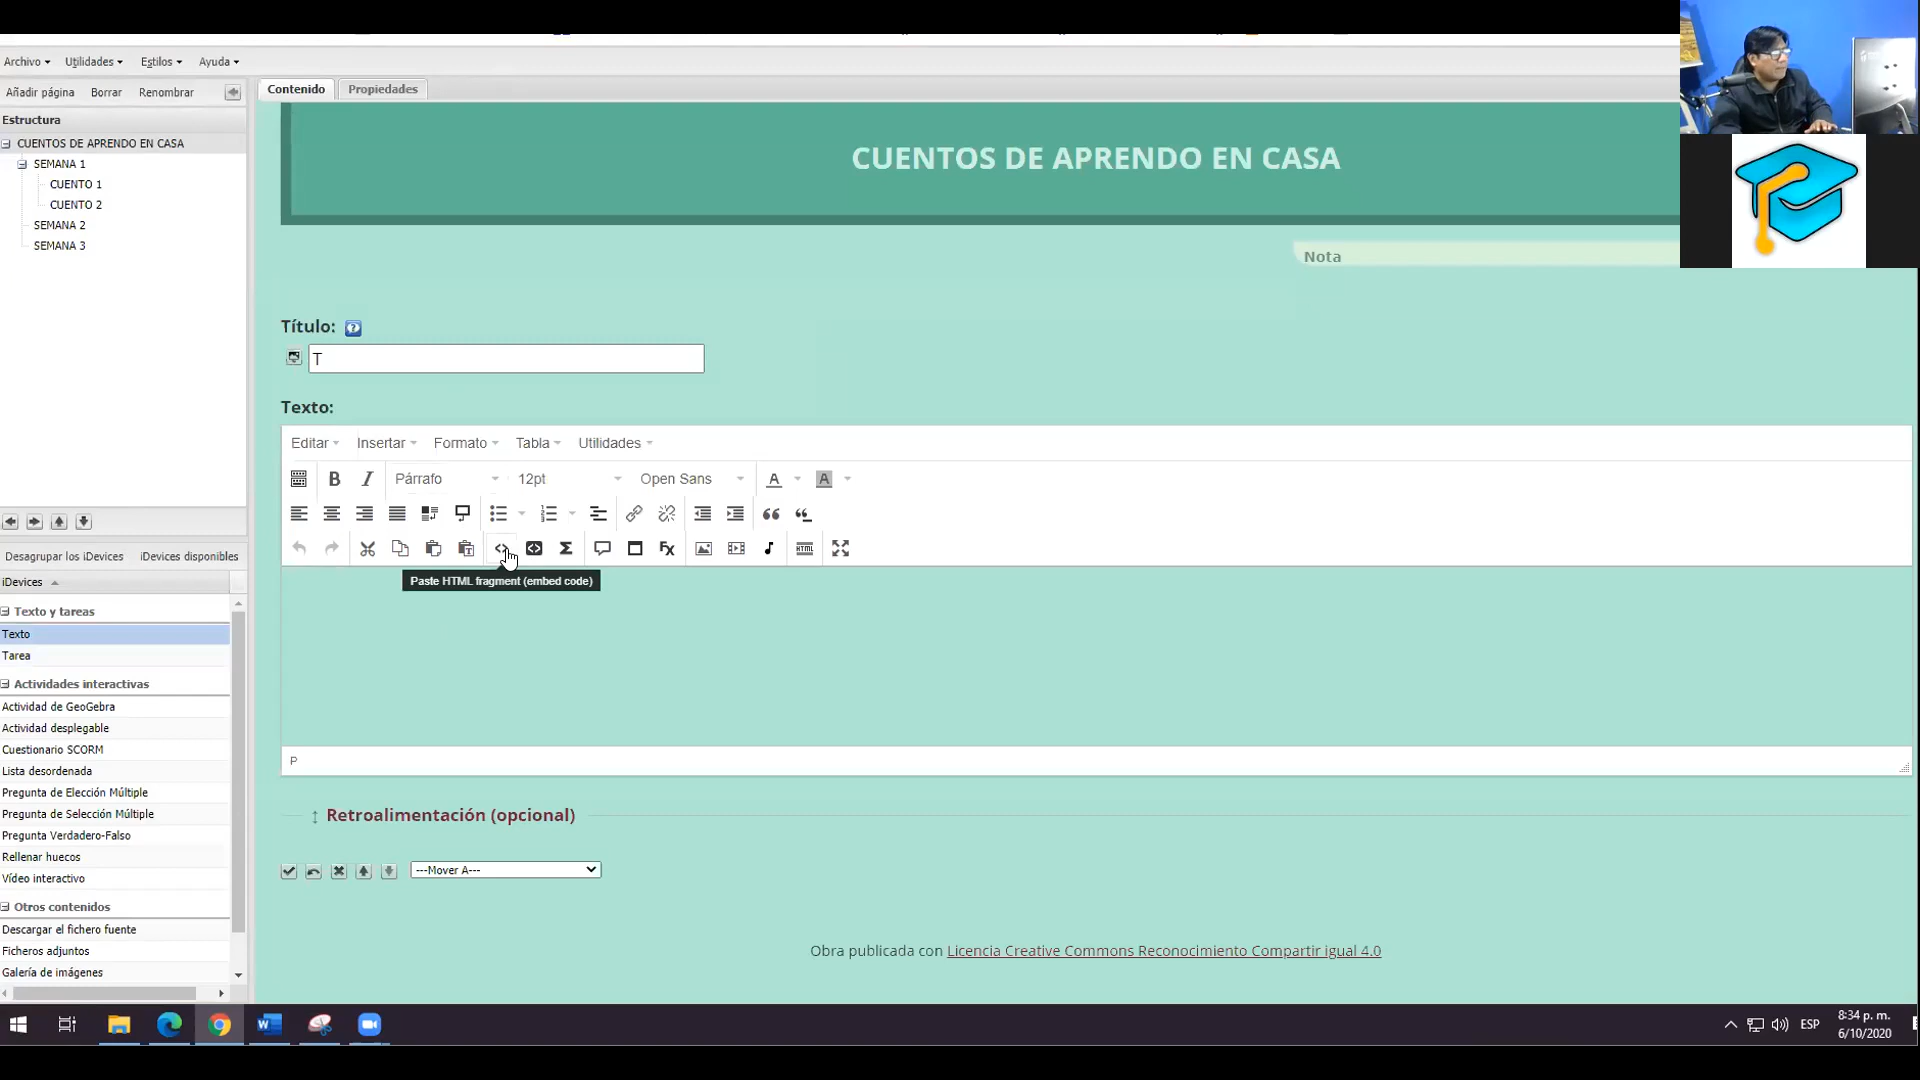 Archivo Utilidades Estilos Ayuda
Añadir página Borrar Renombrar
Contenido Propiedades
Estructura
CUENTOS DE APRENDO EN CASA
SEMANA 1
CUENTO 1
CUENTO 2
SEMANA 2
SEMANA 3
CUENTOS DE APRENDO EN CASA
Nota
Título:
T
Texto:
Editar Insertar Formato Tabla Utilidades
B I Párrafo 12pt Open Sans A A
Paste HTML fragment (embed code)
P
Retroalimentación (opcional)
---Mover A---
Obra publicada con Licencia Creative Commons Reconocimiento Compartir igual 4.0
Desagrupar los iDevices iDevices disponibles
iDevices
Texto y tareas
Texto
Tarea
Actividades interactivas
Actividad de GeoGebra
Actividad desplegable
Cuestionario SCORM
Lista desordenada
Pregunta de Elección Múltiple
Pregunta de Selección Múltiple
Pregunta Verdadero-Falso
Rellenar huecos
Vídeo interactivo
Otros contenidos
Descargar el fichero fuente
Ficheros adjuntos
Galería de imágenes
ESP
8:34 p. m.
6/10/2020